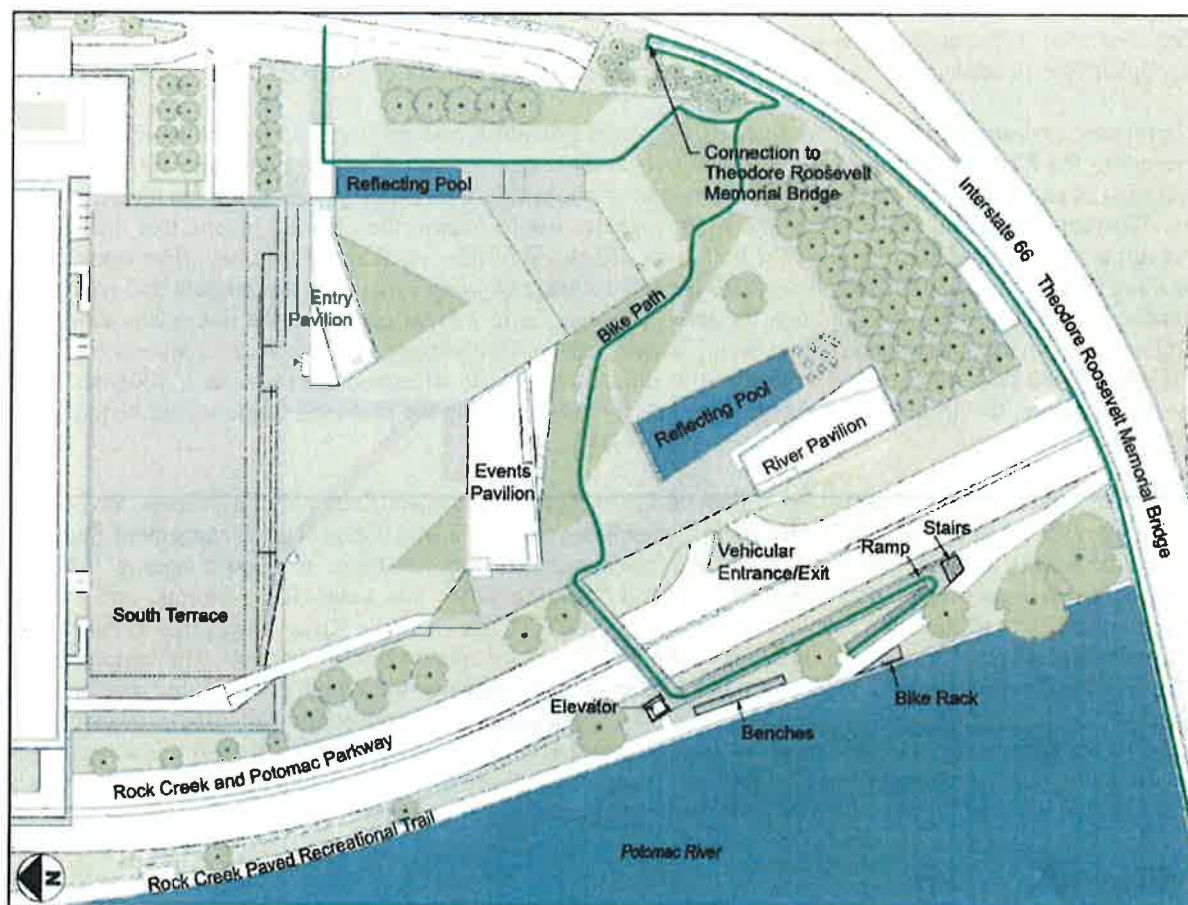 Connection to
Theodore Roosevelt
Memorial Bridge
Reflecting Pool
Interstate 66 Theodore Roosevelt Memorial Bridge
Entry
Pavilion
Bike Path
Reflecting Pool
River Pavilion
Events
Pavilion
Stairs
Ramp
Vehicular
Entrance/Exit
South Terrace
Elevator
Bike Rack
Benches
Rock Creek and Potomac Parkway
Rock Creek Paved Recreational Trail
Potomac River
N